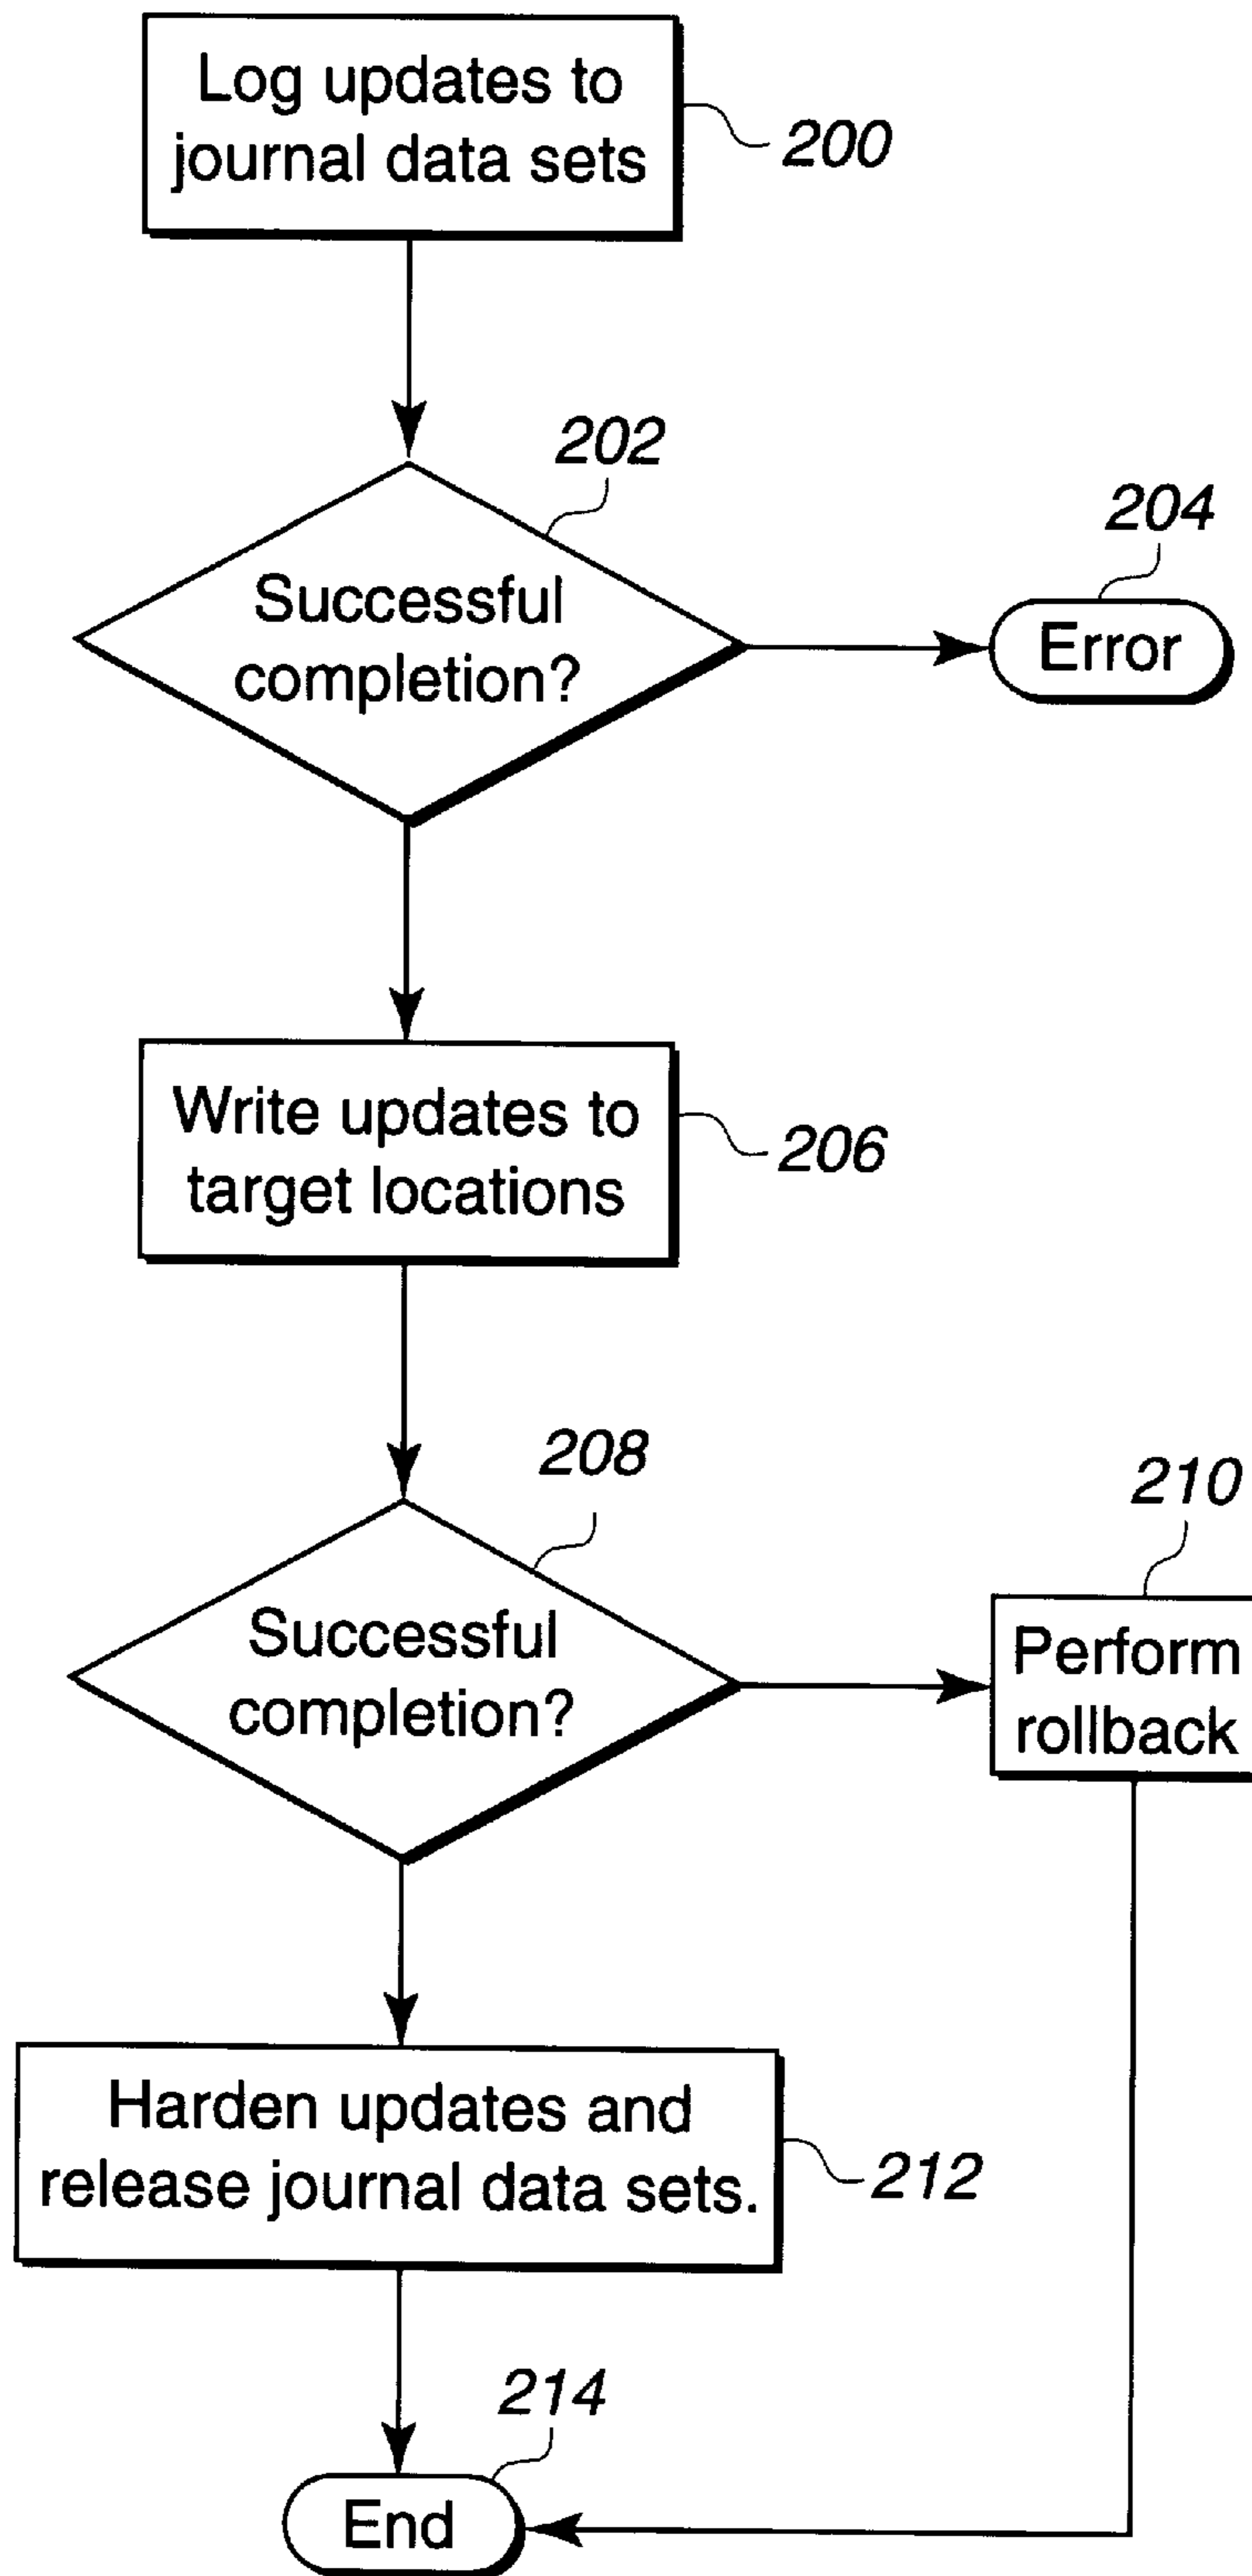 Log updates to
journal data sets
200
202
Successful
completion?
204
Error
Write updates to
target locations
206
208
Successful
completion?
210
Perform
rollback
Harden updates and
release journal data sets.
212
214
End